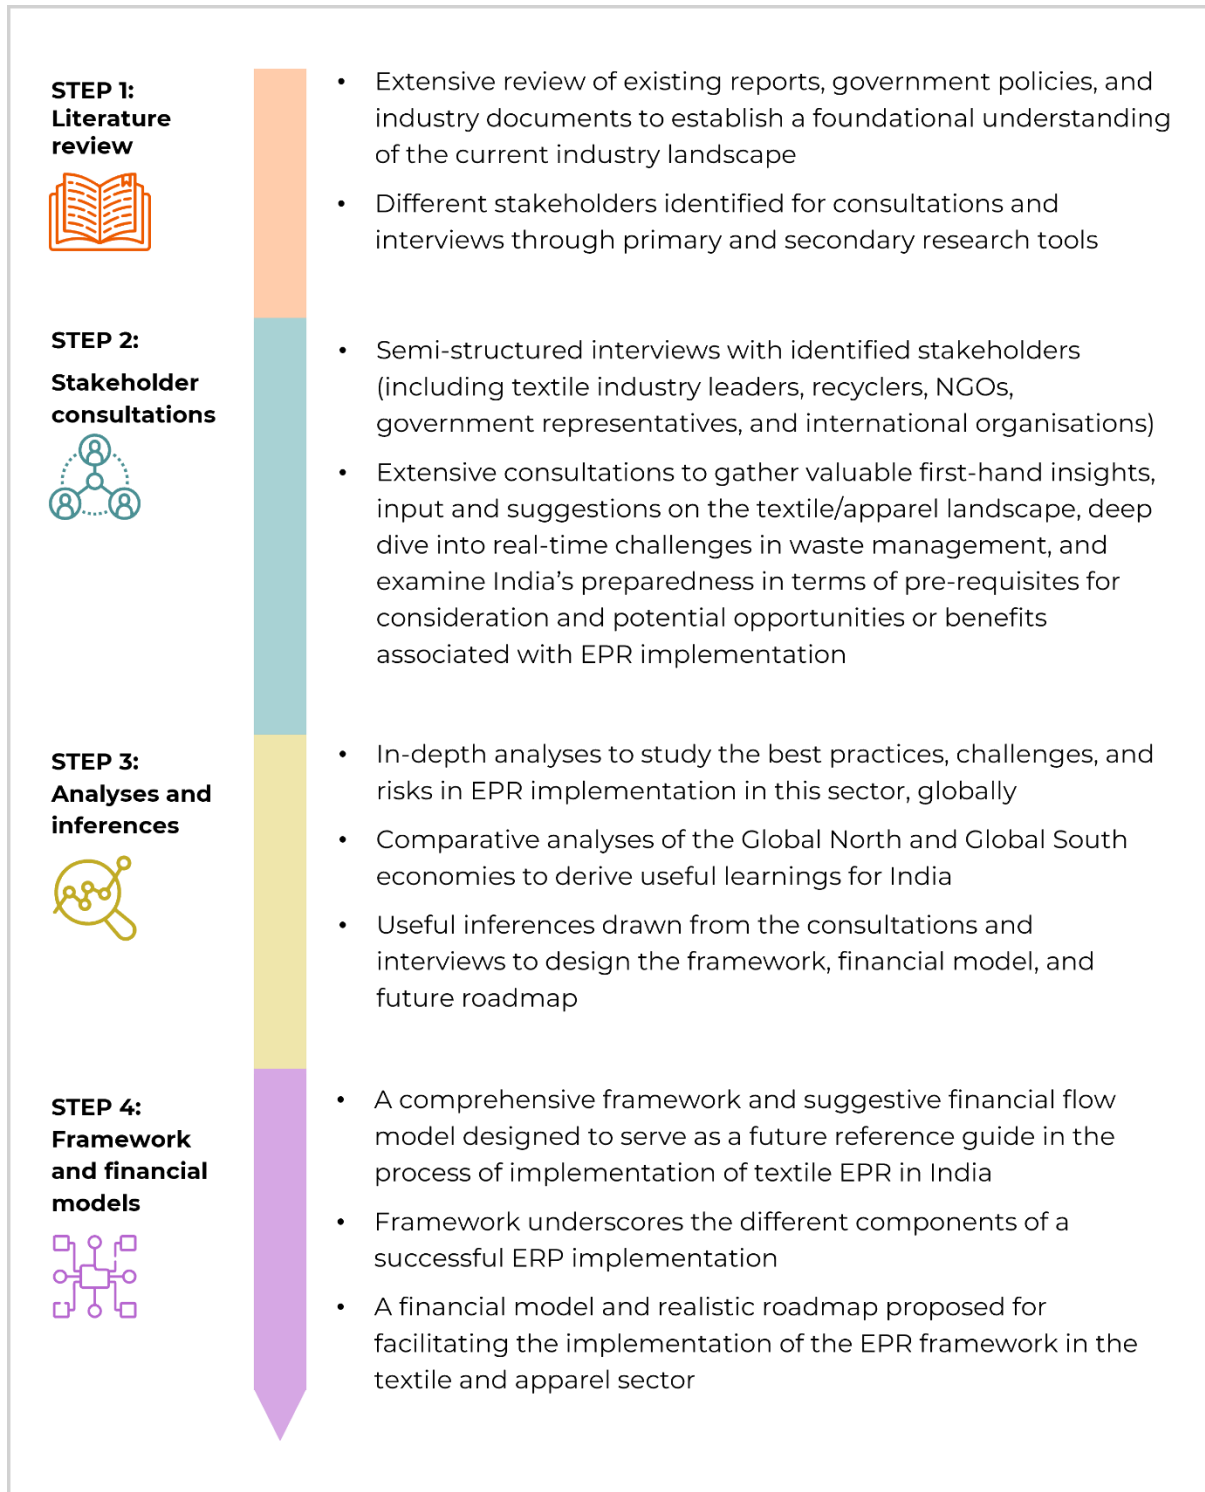 STEP 1:
Literature
review
• Extensive review of existing reports, government policies, and
industry documents to establish a foundational understanding
of the current industry landscape
• Different stakeholders identified for consultations and
interviews through primary and secondary research tools
STEP 2:
Stakeholder
consultations
• Semi-structured interviews with identified stakeholders
(including textile industry leaders, recyclers, NGOs,
government representatives, and international organisations)
• Extensive consultations to gather valuable first-hand insights,
input and suggestions on the textile/apparel landscape, deep
dive into real-time challenges in waste management, and
examine India's preparedness in terms of pre-requisites for
consideration and potential opportunities or benefits
associated with EPR implementation
STEP 3:
Analyses and
inferences
• In-depth analyses to study the best practices, challenges, and
risks in EPR implementation in this sector, globally
• Comparative analyses of the Global North and Global South
economies to derive useful learnings for India
• Useful inferences drawn from the consultations and
interviews to design the framework, financial model, and
future roadmap
STEP 4:
Framework
and financial
models
• A comprehensive framework and suggestive financial flow
model designed to serve as a future reference guide in the
process of implementation of textile EPR in India
• Framework underscores the different components of a
successful ERP implementation
• A financial model and realistic roadmap proposed for
facilitating the implementation of the EPR framework in the
textile and apparel sector